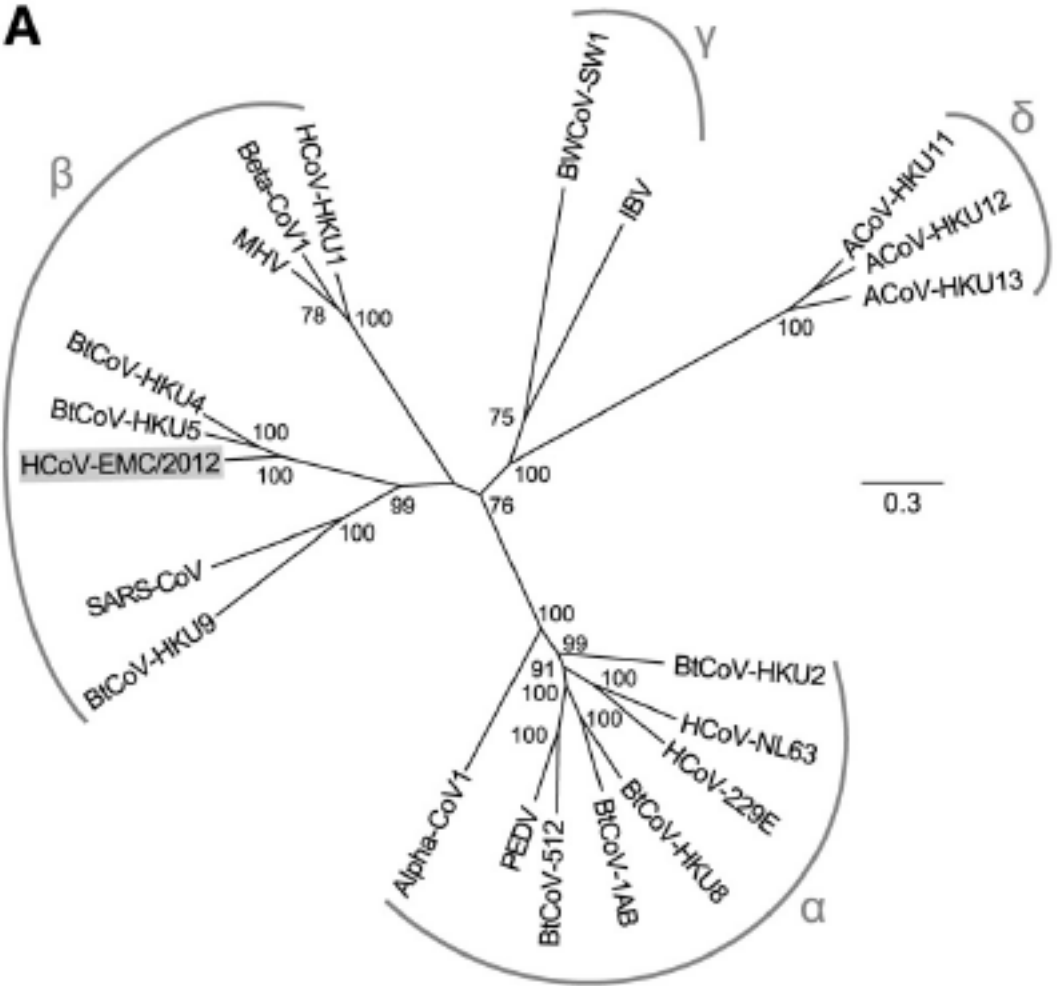 A
γ
BWCoV-SW1
IBV
δ
ACoV-HKU11
ACoV-HKU12
ACoV-HKU13
100
β
HCoV-HKU1
Beta-CoV1
MHV
78
100
BtCoV-HKU4
BtCoV-HKU5
HCoV-EMC/2012
100
100
99
100
SARS-CoV
BtCoV-HKU9
75
100
76
0.3
100
99
91
100
100
100
100
BtCoV-HKU2
HCoV-NL63
HCoV-229E
BtCoV-HKU8
BtCoV-1AB
BtCoV-512
PEDV
Alpha-CoV1
α